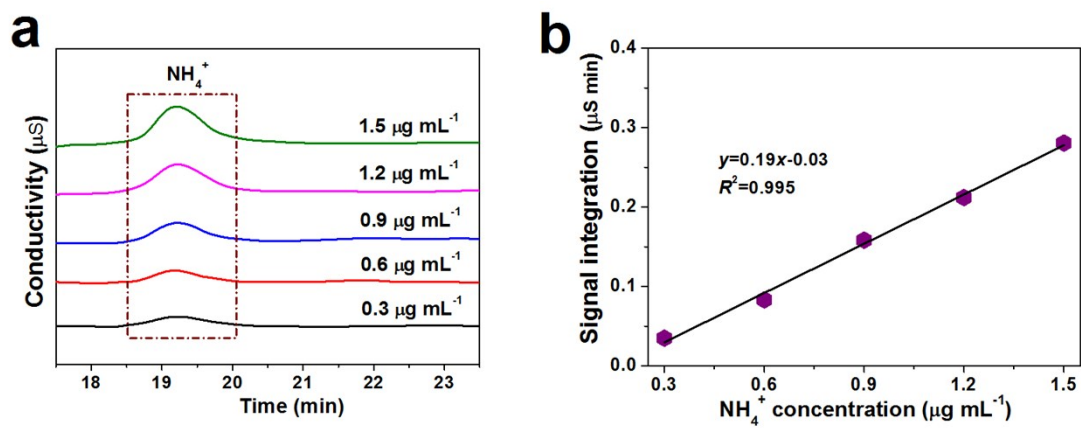 a
NH₄⁺
1.5 μg mL⁻¹
1.2 μg mL⁻¹
0.9 μg mL⁻¹
0.6 μg mL⁻¹
0.3 μg mL⁻¹
Conductivity (μS)
18 19 20 21 22 23
Time (min)
b
0.4
0.3
0.2
0.1
0.0
y=0.19x-0.03
R²=0.995
Signal integration (μS min)
0.3 0.6 0.9 1.2 1.5
NH₄⁺ concentration (μg mL⁻¹)